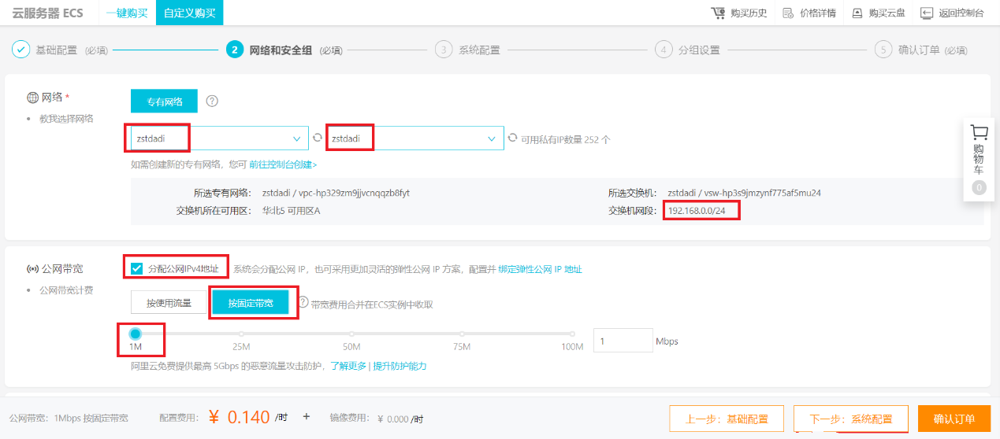 云服务器 ECS 一键购买 自定义购买 购买历史 价格详情 购买云盘 返回控制台
基础配置 (必填) 2 网络和安全组 (必填) 3 系统配置 4 分组设置 5 确认订单 (必填)
网络 * 专有网络 ?
• 教我选择网络
zstdadi zstdadi 可用私有IP数量 252 个
如需创建新的专有网络，您可 前往控制台创建>
所选专有网络： zstdadi / vpc-hp329zm9jjvcnqqzb8fyt 所选交换机： zstdadi / vsw-hp3s9jmzynf775af5mu24
交换机所在可用区： 华北5 可用区A 交换机网段： 192.168.0.0/24
购物车
0
公网带宽 分配公网IPv4地址 系统会分配公网 IP，也可采用更加灵活的弹性公网 IP 方案，配置并 绑定弹性公网 IP 地址
• 公网带宽计费
按使用流量 按固定带宽 ? 带宽费用合并在ECS实例中收取
1M 25M 50M 75M 100M 1 Mbps
阿里云免费提供最高 5Gbps 的恶意流量攻击防护，了解更多 | 提升防护能力
公网带宽： 1Mbps 按固定带宽 配置费用： ¥ 0.140 /时 + 镜像费用： ¥ 0.000 /时 上一步：基础配置 下一步：系统配置 确认订单